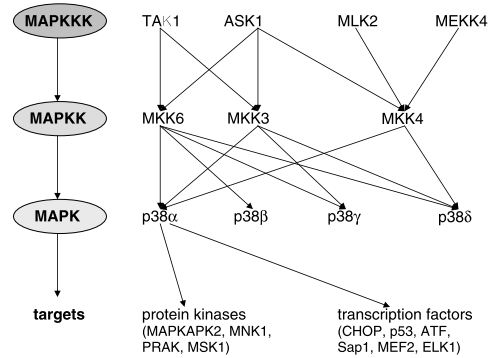 MAPKKK TAK1 ASK1 MLK2 MEKK4
MAPKK MKK6 MKK3 MKK4
MAPK p38α p38β p38γ p38δ
targets protein kinases transcription factors
(MAPKAPK2, MNK1, (CHOP, p53, ATF,
PRAK, MSK1) Sap1, MEF2, ELK1)